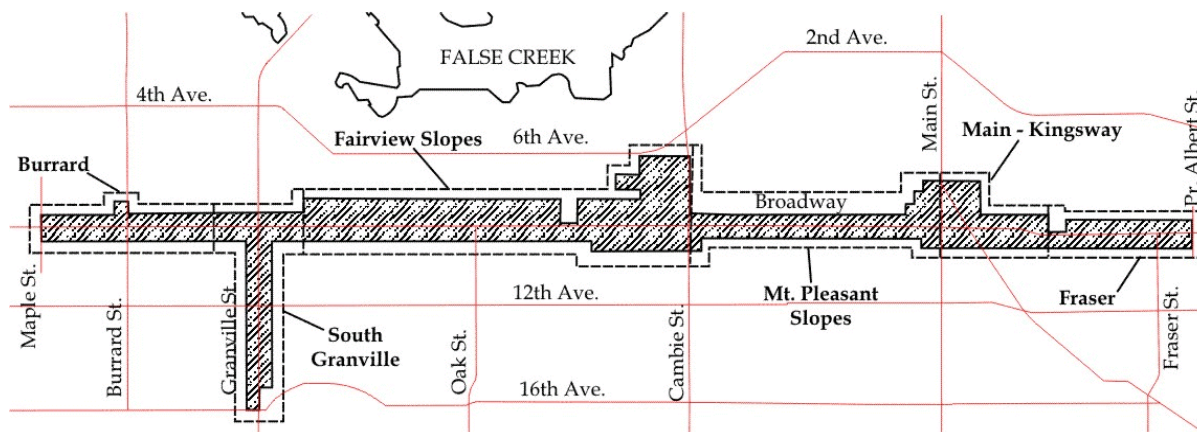 2nd Ave.
FALSE CREEK
4th Ave.
Fairview Slopes
6th Ave.
Main St.
Main - Kingsway
Pr. Albert St.
Burrard
Broadway
Maple St.
Burrard St.
Granville St.
South
Granville
Oak St.
12th Ave.
Cambie St.
Mt. Pleasant
Slopes
Fraser
Fraser St.
16th Ave.